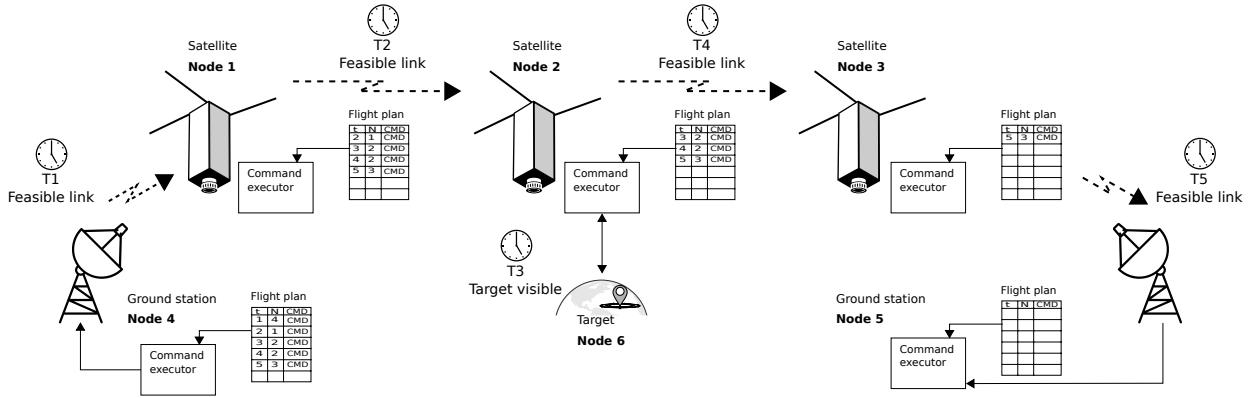 T1
Feasible link
Satellite
Node 1
T2
Feasible link
Flight plan
t N CMD
2 1 CMD
3 2 CMD
4 2 CMD
5 3 CMD
Command
executor
Satellite
Node 2
T4
Feasible link
Flight plan
t N CMD
3 2 CMD
4 2 CMD
5 3 CMD
Command
executor
T3
Target visible
Target
Node 6
Satellite
Node 3
Flight plan
t N CMD
5 3 CMD
Command
executor
T5
Feasible link
Ground station
Node 4
Flight plan
t N CMD
1 4 CMD
2 1 CMD
3 2 CMD
4 2 CMD
5 3 CMD
Command
executor
Ground station
Node 5
Flight plan
t N CMD
Command
executor